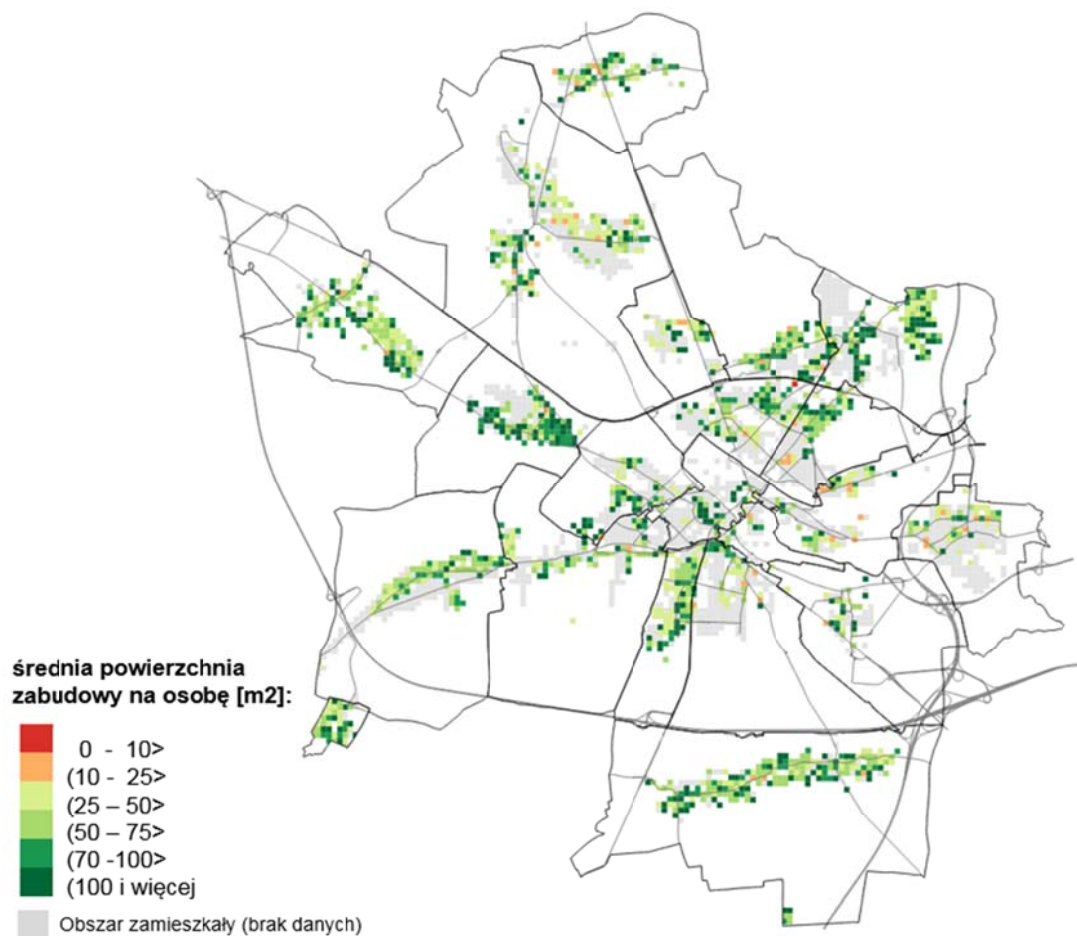 średnia powierzchnia
zabudowy na osobę [m2]:
0 - 10>
(10 - 25>
(25 – 50>
(50 – 75>
(70 -100>
(100 i więcej
Obszar zamieszkały (brak danych)